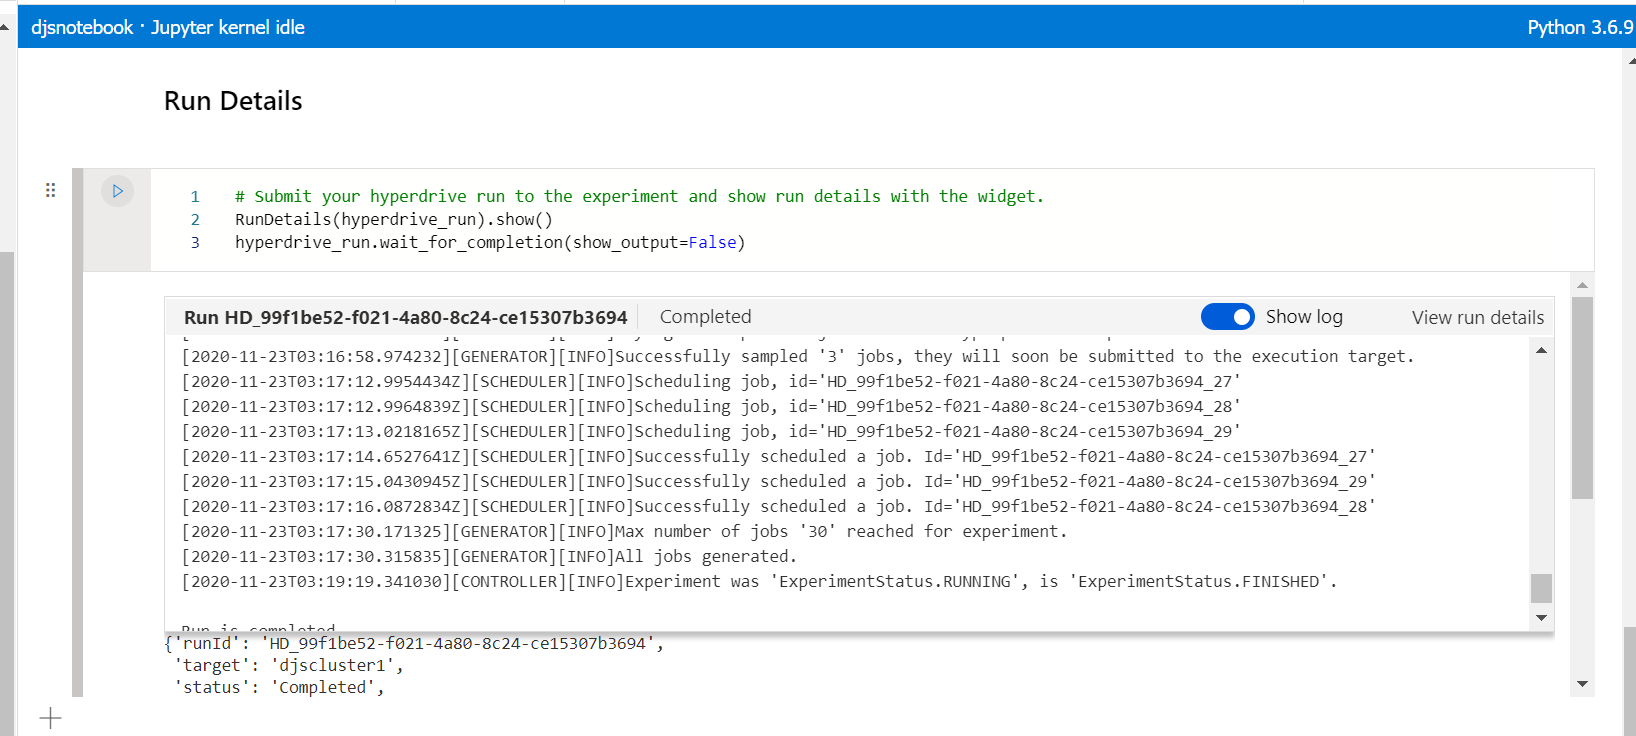 djsnotebook · Jupyter kernel idle
Python 3.6.9
Run Details
1 # Submit your hyperdrive run to the experiment and show run details with the widget.
2 RunDetails(hyperdrive_run).show()
3 hyperdrive_run.wait_for_completion(show_output=False)
Run HD_99f1be52-f021-4a80-8c24-ce15307b3694 Completed Show log View run details
[2020-11-23T03:16:58.974232][GENERATOR][INFO]Successfully sampled '3' jobs, they will soon be submitted to the execution target.
[2020-11-23T03:17:12.9954434Z][SCHEDULER][INFO]Scheduling job, id='HD_99f1be52-f021-4a80-8c24-ce15307b3694_27'
[2020-11-23T03:17:12.9964839Z][SCHEDULER][INFO]Scheduling job, id='HD_99f1be52-f021-4a80-8c24-ce15307b3694_28'
[2020-11-23T03:17:13.0218165Z][SCHEDULER][INFO]Scheduling job, id='HD_99f1be52-f021-4a80-8c24-ce15307b3694_29'
[2020-11-23T03:17:14.6527641Z][SCHEDULER][INFO]Successfully scheduled a job. Id='HD_99f1be52-f021-4a80-8c24-ce15307b3694_27'
[2020-11-23T03:17:15.0430945Z][SCHEDULER][INFO]Successfully scheduled a job. Id='HD_99f1be52-f021-4a80-8c24-ce15307b3694_29'
[2020-11-23T03:17:16.0872834Z][SCHEDULER][INFO]Successfully scheduled a job. Id='HD_99f1be52-f021-4a80-8c24-ce15307b3694_28'
[2020-11-23T03:17:30.171325][GENERATOR][INFO]Max number of jobs '30' reached for experiment.
[2020-11-23T03:17:30.315835][GENERATOR][INFO]All jobs generated.
[2020-11-23T03:19:19.341030][CONTROLLER][INFO]Experiment was 'ExperimentStatus.RUNNING', is 'ExperimentStatus.FINISHED'.
Run is completed
{'runId': 'HD_99f1be52-f021-4a80-8c24-ce15307b3694',
'target': 'djscluster1',
'status': 'Completed',